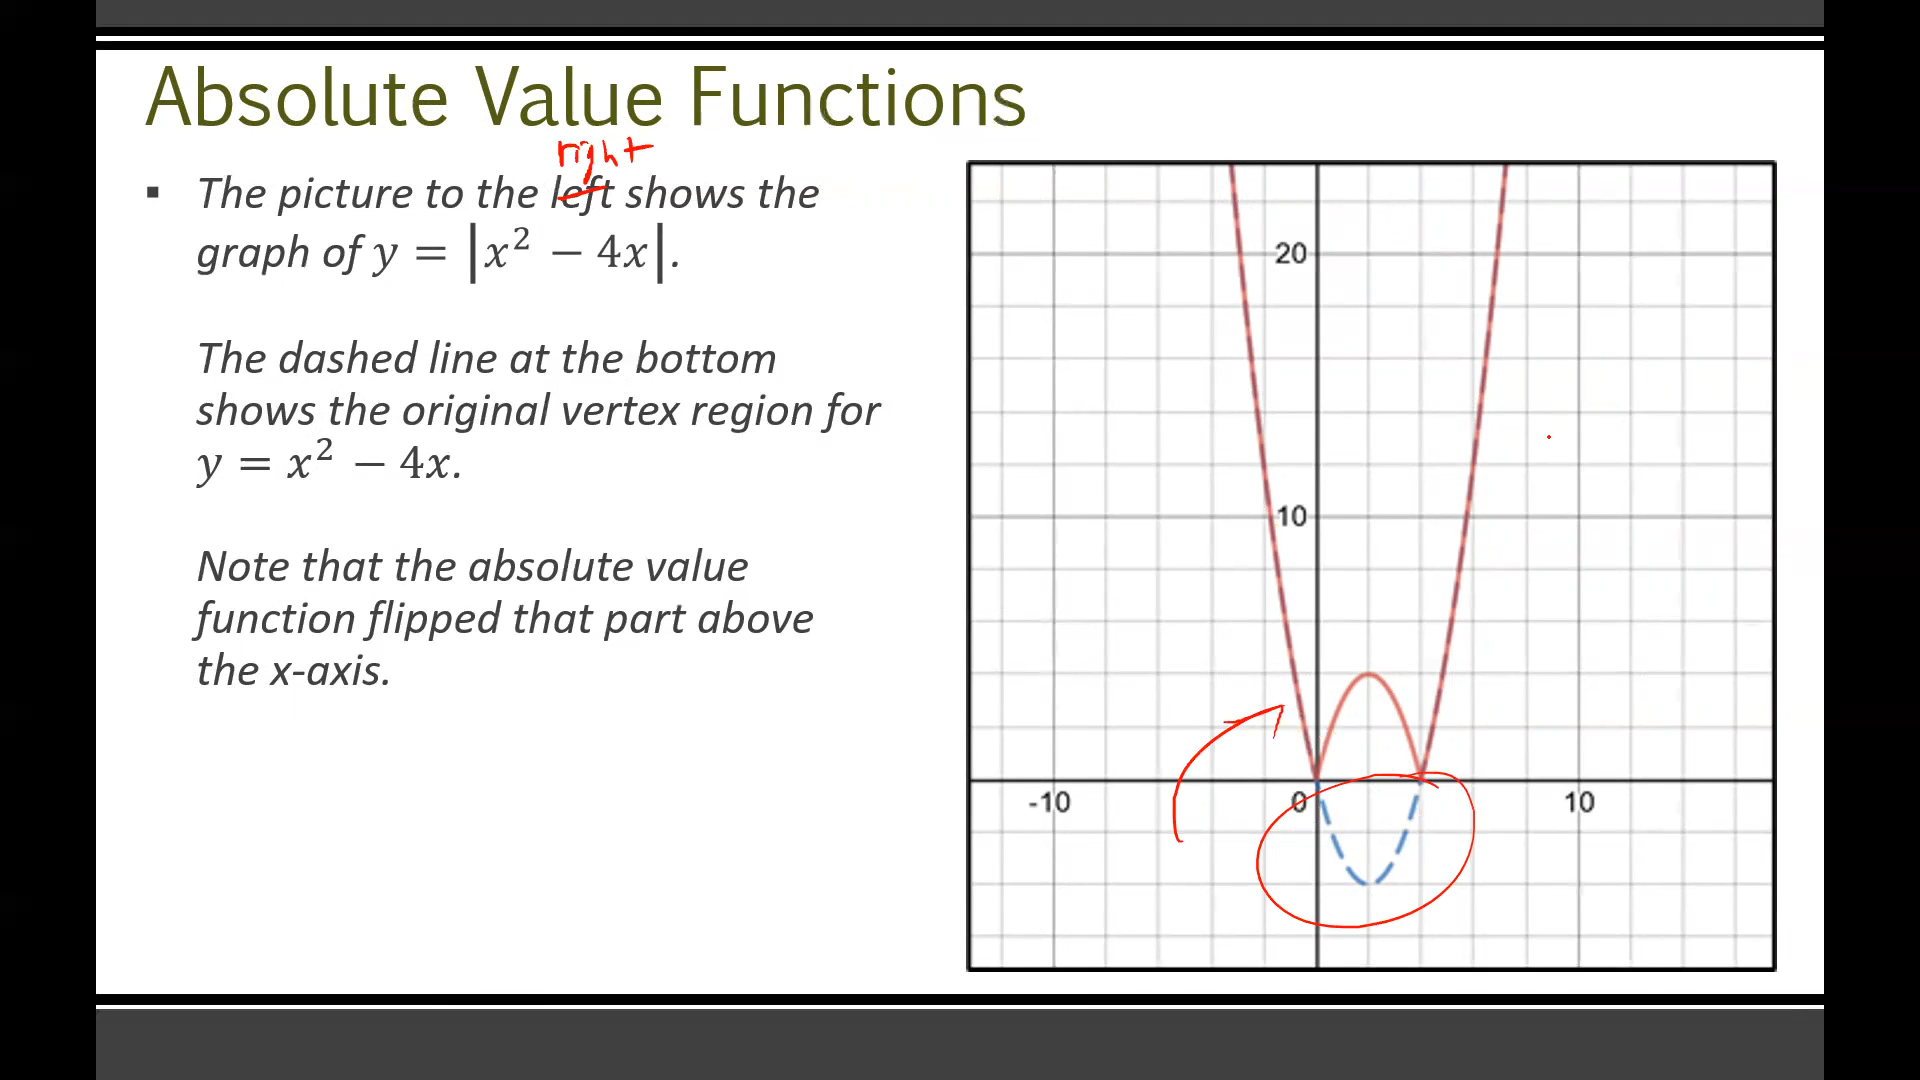 Absolute Value Functions
right
▪ The picture to the left shows the
graph of y = |x² − 4x|.
The dashed line at the bottom
shows the original vertex region for
y = x² − 4x.
Note that the absolute value
function flipped that part above
the x-axis.
20
10
-10
0
10